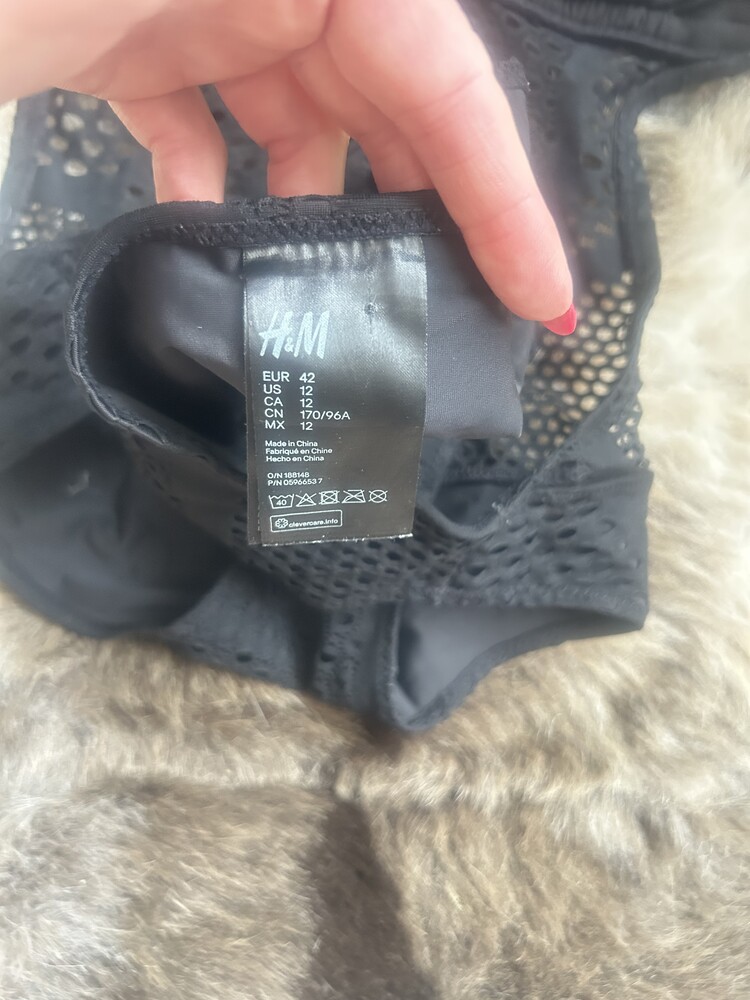 H&M
EUR 42
US 12
CA 12
CN 170/96A
MX 12
Made in China
Fabriqué en Chine
Hecho en China
O/N 188148
P/N 0596653 7
40
clevercare.info